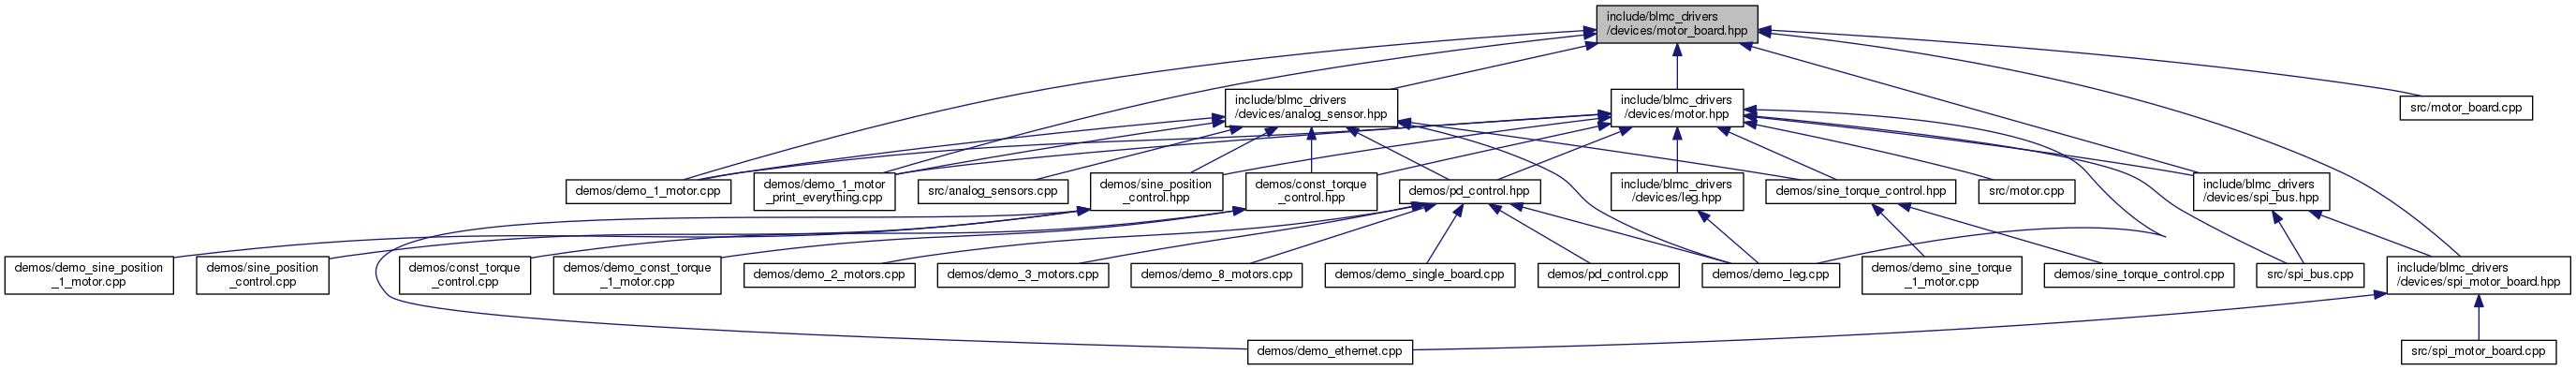 include/blmc_drivers
/devices/motor_board.hpp
include/blmc_drivers
/devices/analog_sensor.hpp
include/blmc_drivers
/devices/motor.hpp
src/motor_board.cpp
demos/demo_1_motor.cpp
demos/demo_1_motor
_print_everything.cpp
src/analog_sensors.cpp
demos/sine_position
_control.hpp
demos/const_torque
_control.hpp
demos/pd_control.hpp
include/blmc_drivers
/devices/leg.hpp
demos/sine_torque_control.hpp
src/motor.cpp
include/blmc_drivers
/devices/spi_bus.hpp
demos/demo_sine_position
_1_motor.cpp
demos/sine_position
_control.cpp
demos/const_torque
_control.cpp
demos/demo_const_torque
_1_motor.cpp
demos/demo_2_motors.cpp
demos/demo_3_motors.cpp
demos/demo_8_motors.cpp
demos/demo_single_board.cpp
demos/pd_control.cpp
demos/demo_leg.cpp
demos/demo_sine_torque
_1_motor.cpp
demos/sine_torque_control.cpp
src/spi_bus.cpp
include/blmc_drivers
/devices/spi_motor_board.hpp
demos/demo_ethernet.cpp
src/spi_motor_board.cpp